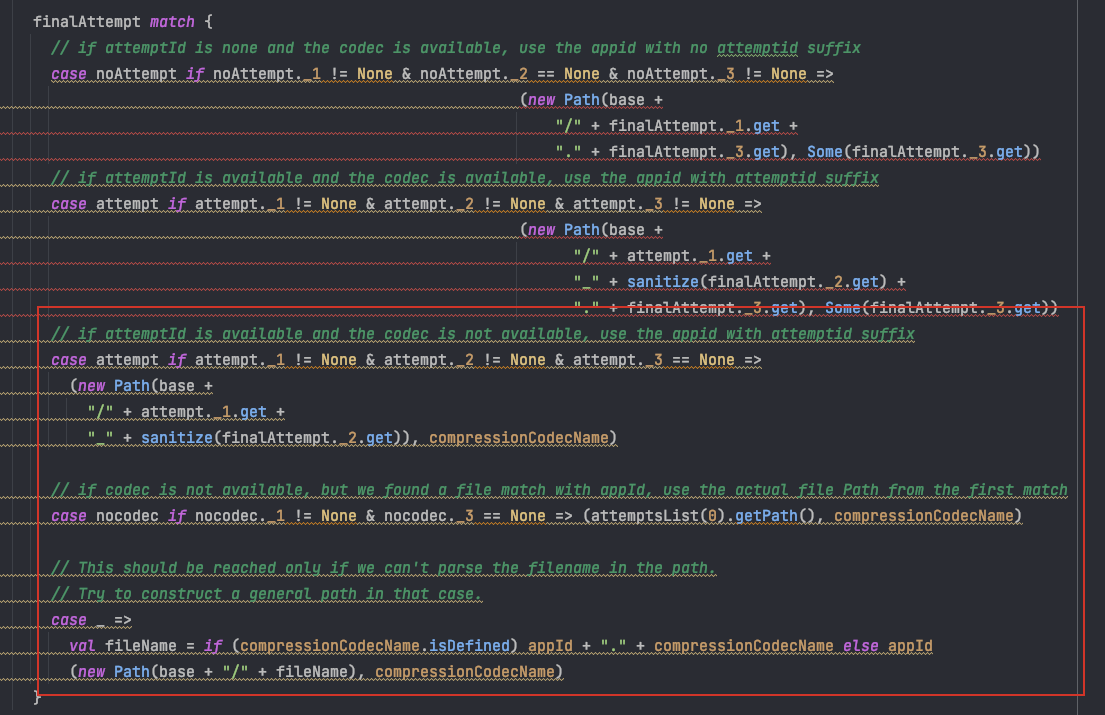 finalAttempt match {
// if attemptId is none and the codec is available, use the appid with no attemptid suffix
case noAttempt if noAttempt._1 != None & noAttempt._2 == None & noAttempt._3 != None =>
(new Path(base +
"/" + finalAttempt._1.get +
"." + finalAttempt._3.get), Some(finalAttempt._3.get))
// if attemptId is available and the codec is available, use the appid with attemptid suffix
case attempt if attempt._1 != None & attempt._2 != None & attempt._3 != None =>
(new Path(base +
"/" + attempt._1.get +
"_" + sanitize(finalAttempt._2.get) +
"." + finalAttempt._3.get), Some(finalAttempt._3.get))
// if attemptId is available and the codec is not available, use the appid with attemptid suffix
case attempt if attempt._1 != None & attempt._2 != None & attempt._3 == None =>
(new Path(base +
"/" + attempt._1.get +
"_" + sanitize(finalAttempt._2.get)), compressionCodecName)
// if codec is not available, but we found a file match with appId, use the actual file Path from the first match
case nocodec if nocodec._1 != None & nocodec._3 == None => (attemptsList(0).getPath(), compressionCodecName)
// This should be reached only if we can't parse the filename in the path.
// Try to construct a general path in that case.
case _ =>
val fileName = if (compressionCodecName.isDefined) appId + "." + compressionCodecName else appId
(new Path(base + "/" + fileName), compressionCodecName)
}